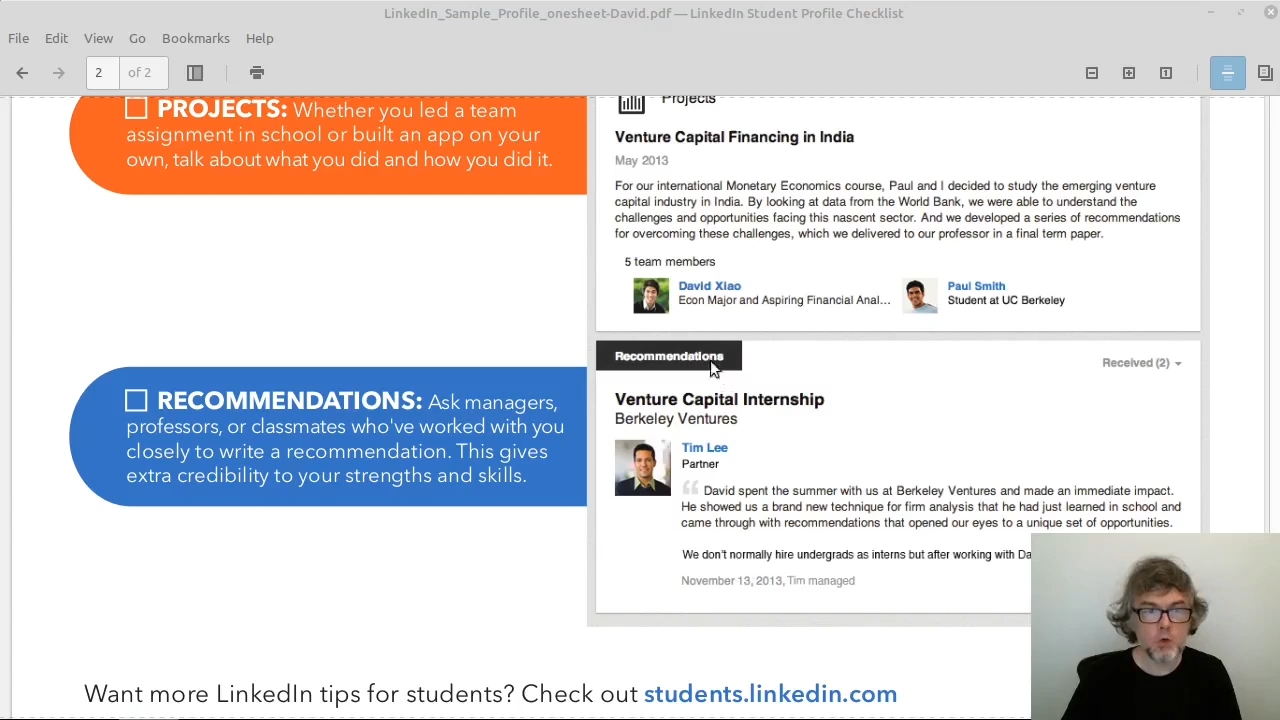 LinkedIn_Sample_Profile_onesheet-David.pdf — LinkedIn Student Profile Checklist
File Edit View Go Bookmarks Help
2 of 2
PROJECTS: Whether you led a team
assignment in school or built an app on your
own, talk about what you did and how you did it.
Projects
Venture Capital Financing in India
May 2013
For our international Monetary Economics course, Paul and I decided to study the emerging venture
capital industry in India. By looking at data from the World Bank, we were able to understand the
challenges and opportunities facing this nascent sector. And we developed a series of recommendations
for overcoming these challenges, which we delivered to our professor in a final term paper.
5 team members
David Xiao
Econ Major and Aspiring Financial Anal...
Paul Smith
Student at UC Berkeley
RECOMMENDATIONS: Ask managers,
professors, or classmates who've worked with you
closely to write a recommendation. This gives
extra credibility to your strengths and skills.
Recommendations
Received (2)
Venture Capital Internship
Berkeley Ventures
Tim Lee
Partner
“ David spent the summer with us at Berkeley Ventures and made an immediate impact.
He showed us a brand new technique for firm analysis that he had just learned in school and
came through with recommendations that opened our eyes to a unique set of opportunities.
We don't normally hire undergrads as interns but after working with Da
November 13, 2013, Tim managed
Want more LinkedIn tips for students? Check out students.linkedin.com